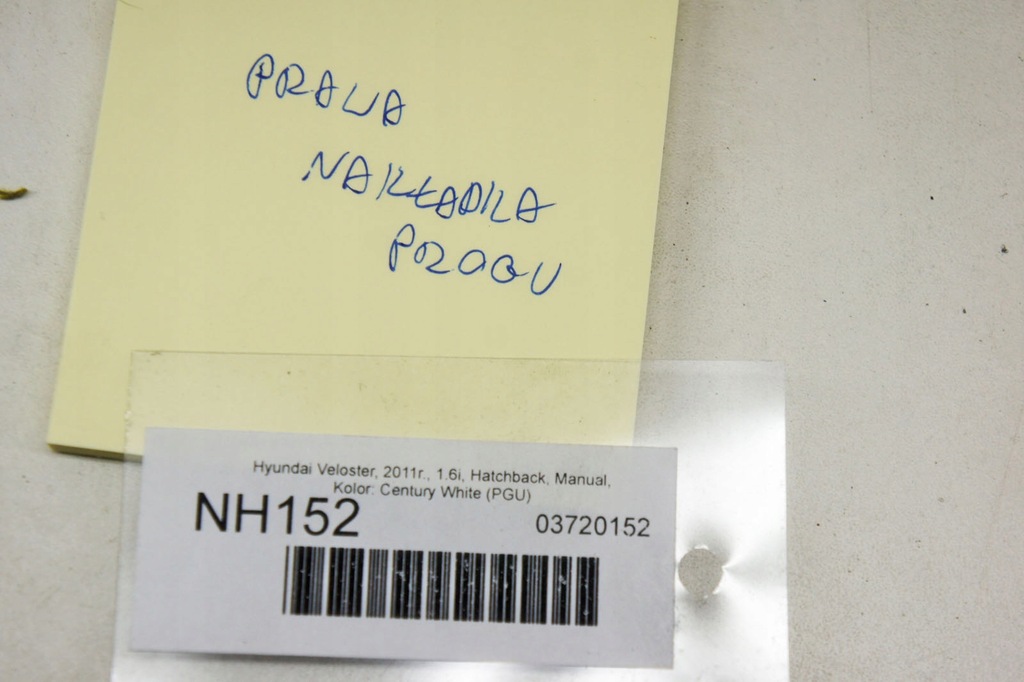 PRAWA
NAKŁADKA
PROGU
Hyundai Veloster, 2011r., 1.6i, Hatchback, Manual,
Kolor: Century White (PGU)
NH152
03720152